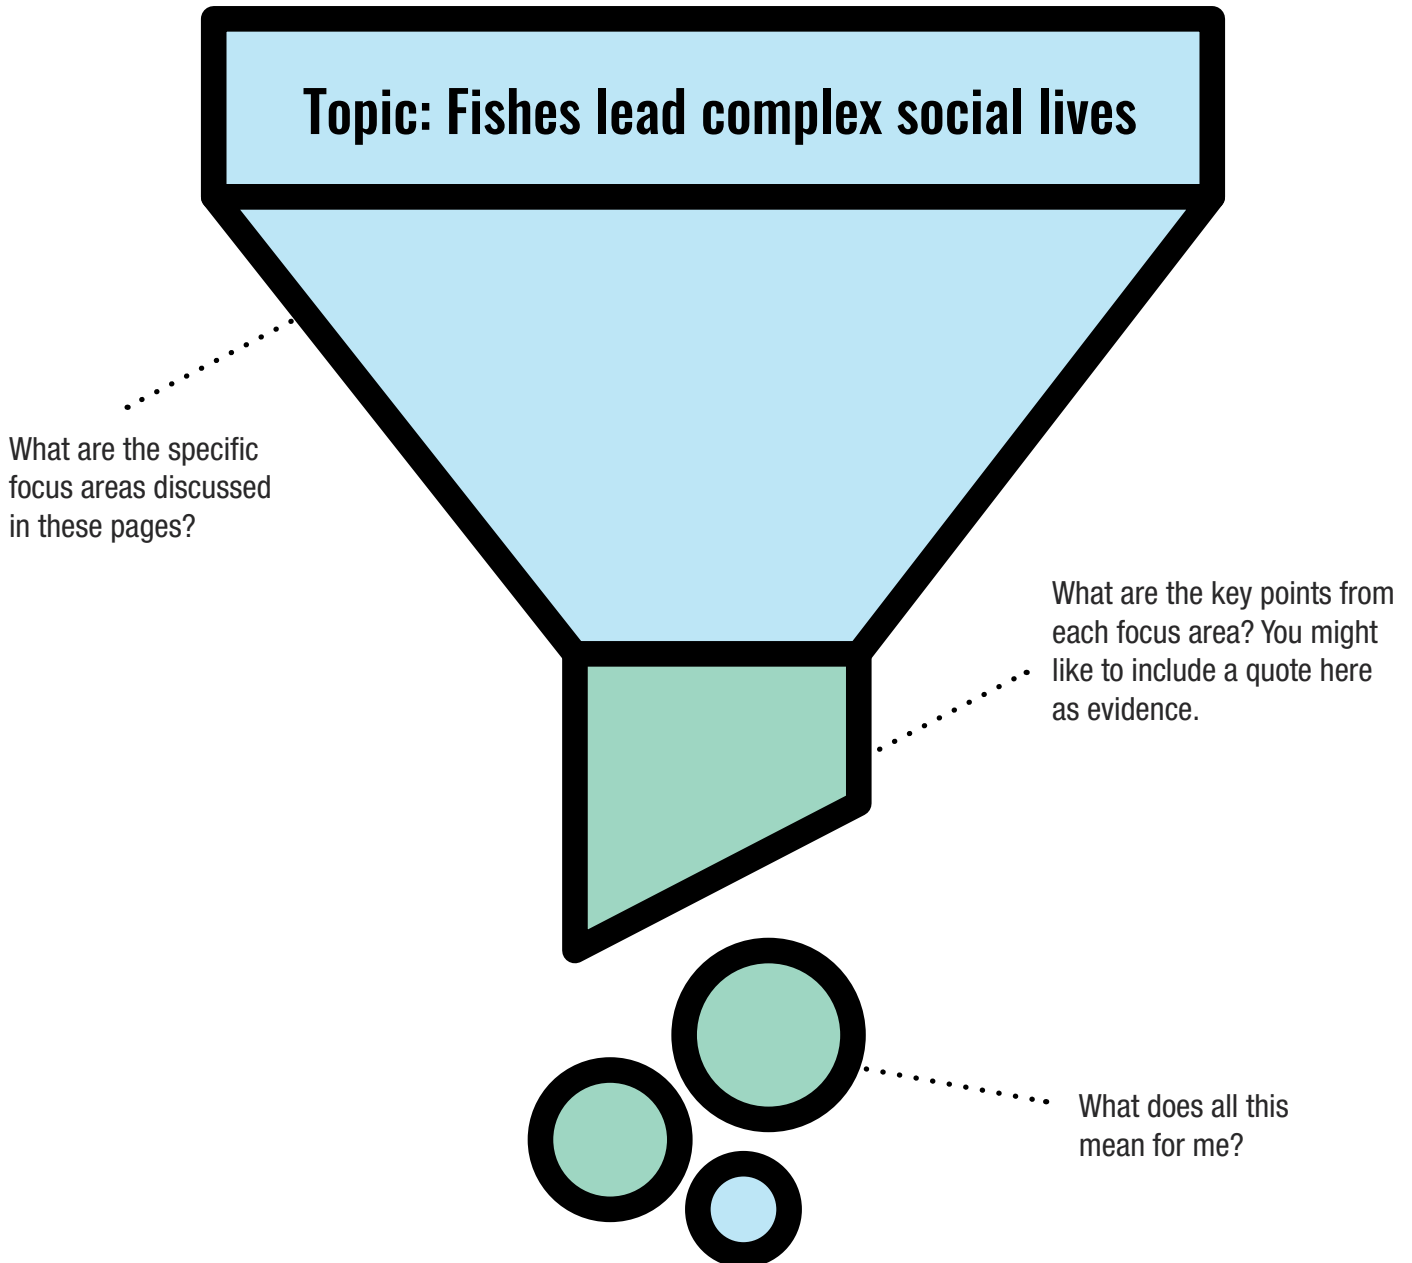 Topic: Fishes lead complex social lives
What are the specific
focus areas discussed
in these pages?
What are the key points from
each focus area? You might
like to include a quote here
as evidence.
What does all this
mean for me?